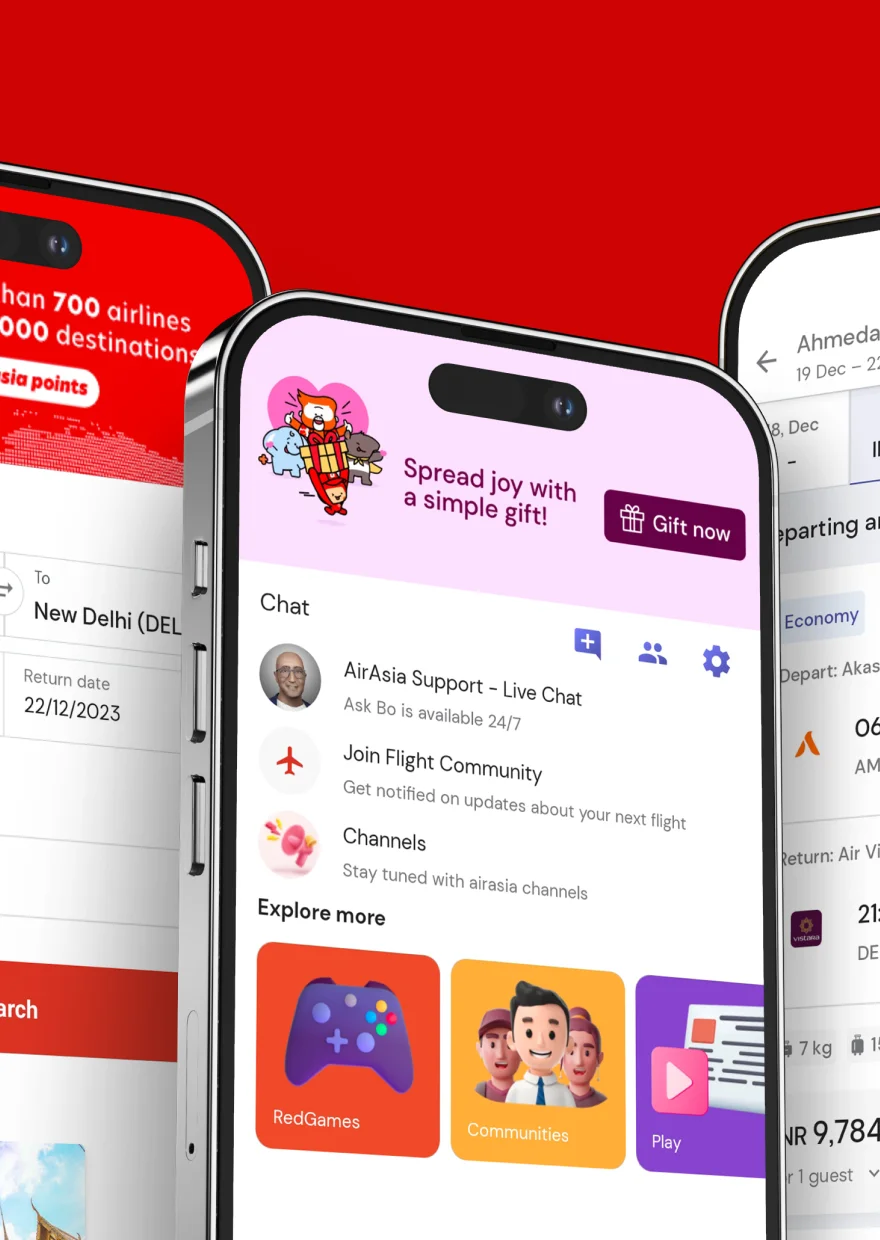 han 700 airlines
000 destinations
sia points
To
New Delhi (DEL
Return date
22/12/2023
arch
Spread joy with
a simple gift!
Gift now
Chat
AirAsia Support - Live Chat
Ask Bo is available 24/7
Join Flight Community
Get notified on updates about your next flight
Channels
Stay tuned with airasia channels
Explore more
RedGames
Communities
Play
Ahmeda
19 Dec – 22
8, Dec
-
eparting an
Economy
Depart: Akas
06
AM
Return: Air Vi
vistara
21:
DE
7 kg
15
NR 9,784
r 1 guest